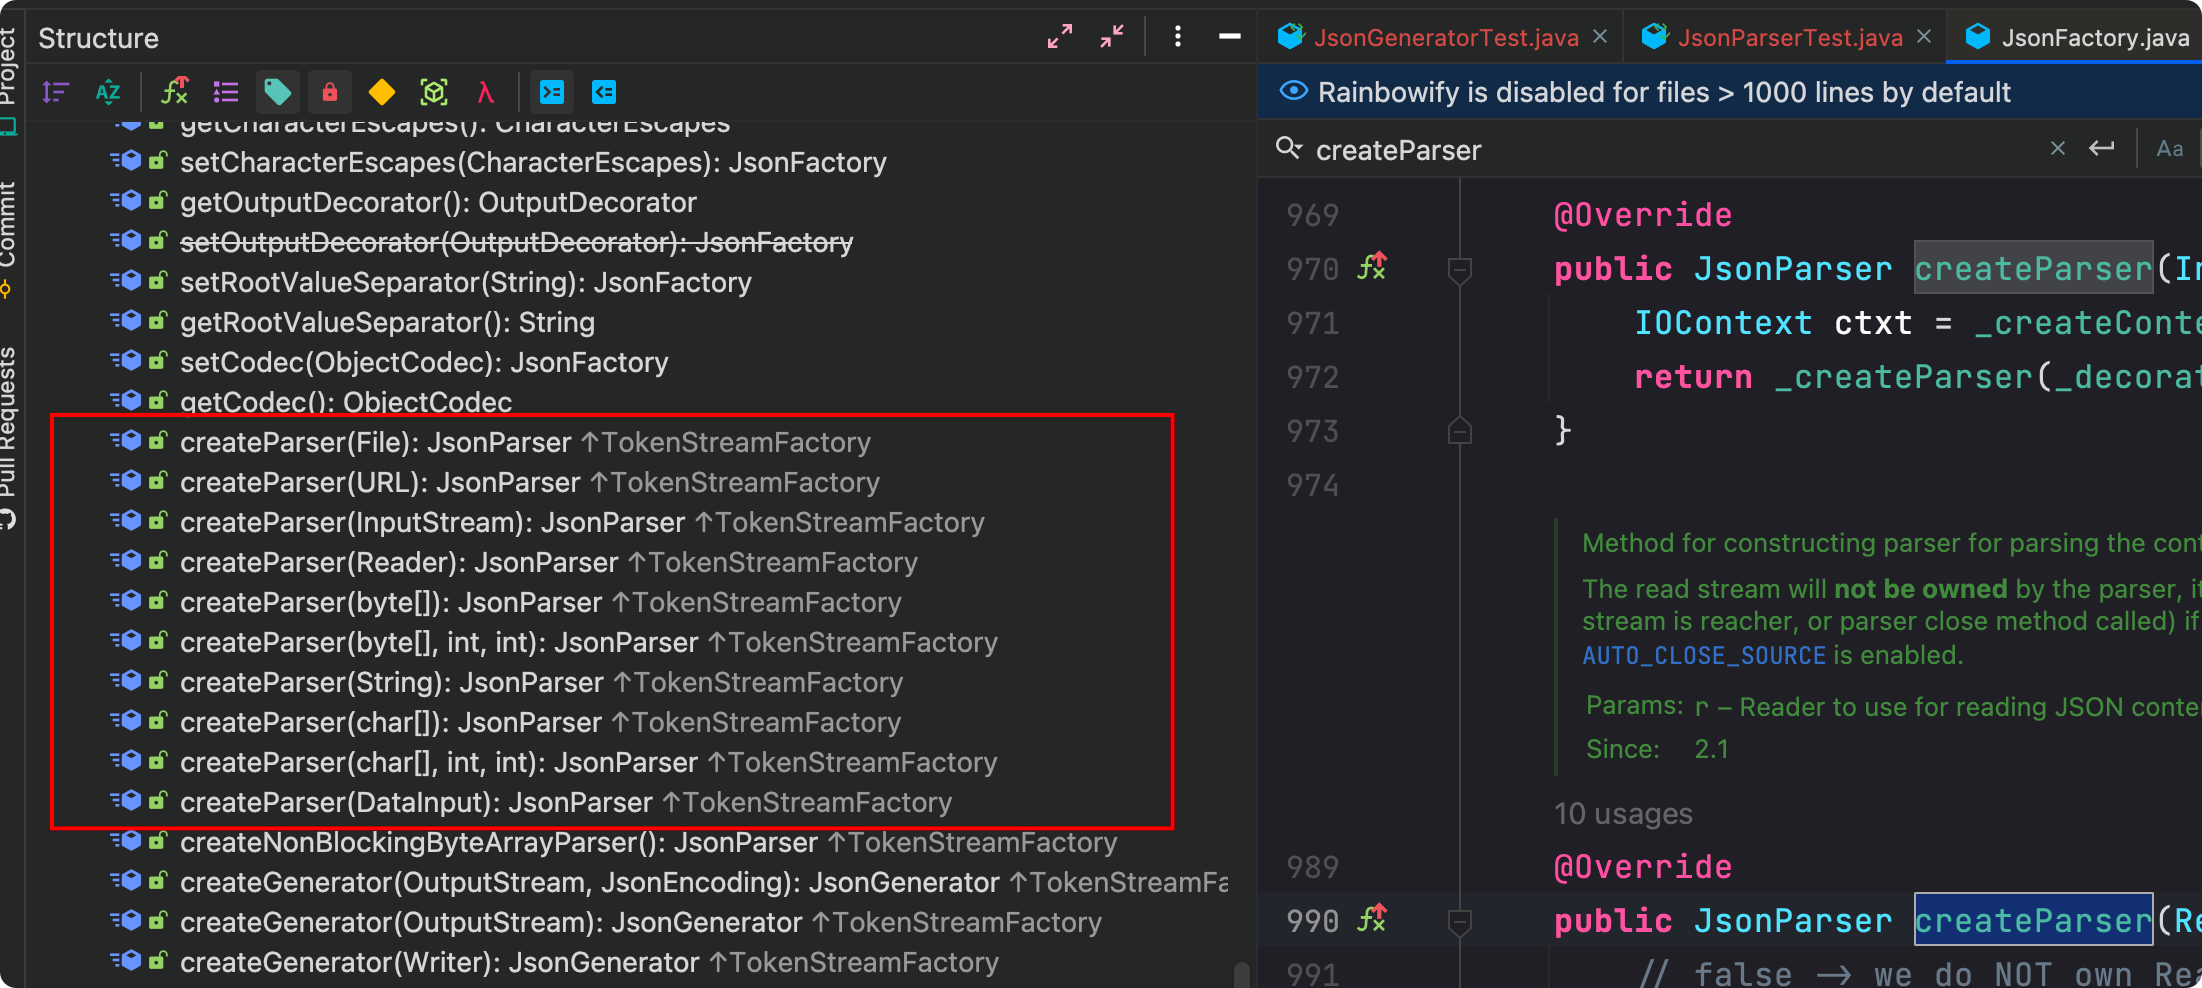 Project
Commit
Pull Requests
Structure
AZ
getCharacterEscapes(): CharacterEscapes
setCharacterEscapes(CharacterEscapes): JsonFactory
getOutputDecorator(): OutputDecorator
setOutputDecorator(OutputDecorator): JsonFactory
setRootValueSeparator(String): JsonFactory
getRootValueSeparator(): String
setCodec(ObjectCodec): JsonFactory
getCodec(): ObjectCodec
createParser(File): JsonParser ↑TokenStreamFactory
createParser(URL): JsonParser ↑TokenStreamFactory
createParser(InputStream): JsonParser ↑TokenStreamFactory
createParser(Reader): JsonParser ↑TokenStreamFactory
createParser(byte[]): JsonParser ↑TokenStreamFactory
createParser(byte[], int, int): JsonParser ↑TokenStreamFactory
createParser(String): JsonParser ↑TokenStreamFactory
createParser(char[]): JsonParser ↑TokenStreamFactory
createParser(char[], int, int): JsonParser ↑TokenStreamFactory
createParser(DataInput): JsonParser ↑TokenStreamFactory
createNonBlockingByteArrayParser(): JsonParser ↑TokenStreamFactory
createGenerator(OutputStream, JsonEncoding): JsonGenerator ↑TokenStreamFa
createGenerator(OutputStream): JsonGenerator ↑TokenStreamFactory
createGenerator(Writer): JsonGenerator ↑TokenStreamFactory
JsonGeneratorTest.java
JsonParserTest.java
JsonFactory.java
Rainbowify is disabled for files > 1000 lines by default
createParser
Aa
969 @Override
970 public JsonParser createParser(In
971 IOContext ctxt = _createConte
972 return _createParser(_decorat
973 }
974
Method for constructing parser for parsing the cont
The read stream will not be owned by the parser, it
stream is reacher, or parser close method called) if
AUTO_CLOSE_SOURCE is enabled.
Params: r – Reader to use for reading JSON conte
Since: 2.1
10 usages
989 @Override
990 public JsonParser createParser(Re
991 // false -> we do NOT own Rea